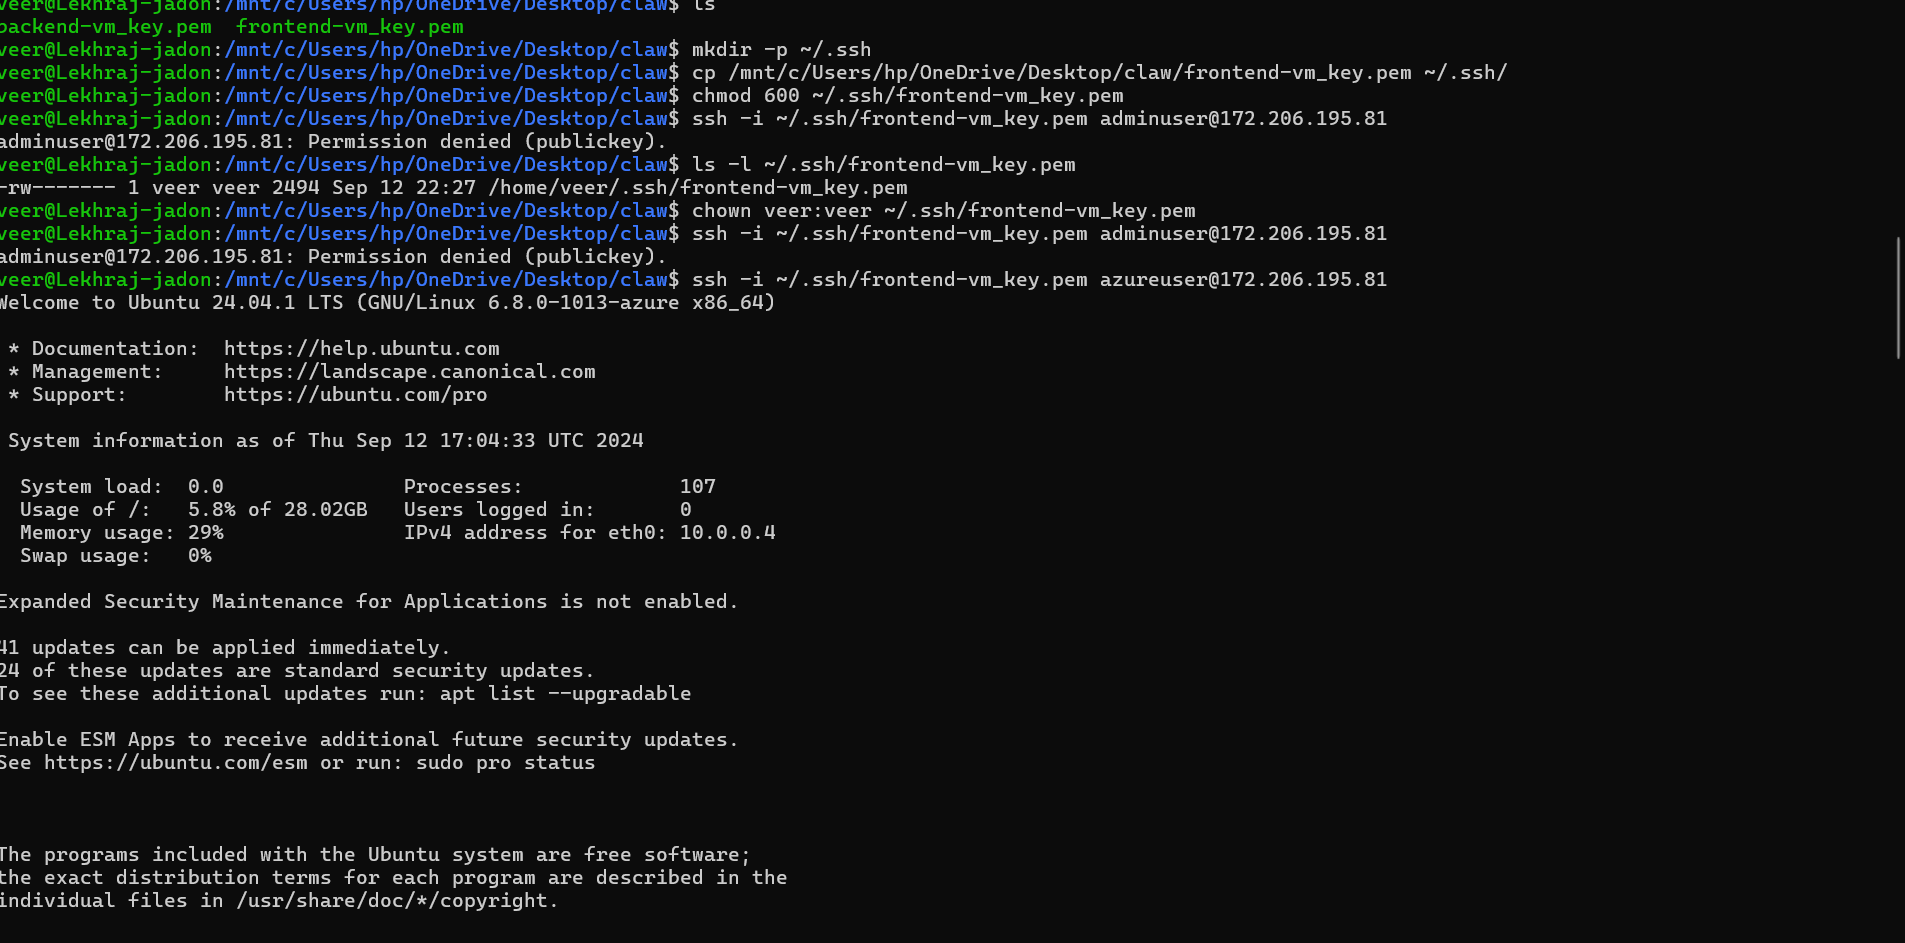 veer@Lekhraj-jadon:/mnt/c/Users/hp/OneDrive/Desktop/claw$ ls
backend-vm_key.pem  frontend-vm_key.pem
veer@Lekhraj-jadon:/mnt/c/Users/hp/OneDrive/Desktop/claw$ mkdir -p ~/.ssh
veer@Lekhraj-jadon:/mnt/c/Users/hp/OneDrive/Desktop/claw$ cp /mnt/c/Users/hp/OneDrive/Desktop/claw/frontend-vm_key.pem ~/.ssh/
veer@Lekhraj-jadon:/mnt/c/Users/hp/OneDrive/Desktop/claw$ chmod 600 ~/.ssh/frontend-vm_key.pem
veer@Lekhraj-jadon:/mnt/c/Users/hp/OneDrive/Desktop/claw$ ssh -i ~/.ssh/frontend-vm_key.pem adminuser@172.206.195.81
adminuser@172.206.195.81: Permission denied (publickey).
veer@Lekhraj-jadon:/mnt/c/Users/hp/OneDrive/Desktop/claw$ ls -l ~/.ssh/frontend-vm_key.pem
-rw------- 1 veer veer 2494 Sep 12 22:27 /home/veer/.ssh/frontend-vm_key.pem
veer@Lekhraj-jadon:/mnt/c/Users/hp/OneDrive/Desktop/claw$ chown veer:veer ~/.ssh/frontend-vm_key.pem
veer@Lekhraj-jadon:/mnt/c/Users/hp/OneDrive/Desktop/claw$ ssh -i ~/.ssh/frontend-vm_key.pem adminuser@172.206.195.81
adminuser@172.206.195.81: Permission denied (publickey).
veer@Lekhraj-jadon:/mnt/c/Users/hp/OneDrive/Desktop/claw$ ssh -i ~/.ssh/frontend-vm_key.pem azureuser@172.206.195.81
Welcome to Ubuntu 24.04.1 LTS (GNU/Linux 6.8.0-1013-azure x86_64)
* Documentation:  https://help.ubuntu.com
* Management:     https://landscape.canonical.com
* Support:        https://ubuntu.com/pro
System information as of Thu Sep 12 17:04:33 UTC 2024
System load:  0.0               Processes:             107
Usage of /:   5.8% of 28.02GB   Users logged in:       0
Memory usage: 29%               IPv4 address for eth0: 10.0.0.4
Swap usage:   0%
Expanded Security Maintenance for Applications is not enabled.
41 updates can be applied immediately.
24 of these updates are standard security updates.
To see these additional updates run: apt list --upgradable
Enable ESM Apps to receive additional future security updates.
See https://ubuntu.com/esm or run: sudo pro status
The programs included with the Ubuntu system are free software;
the exact distribution terms for each program are described in the
individual files in /usr/share/doc/*/copyright.